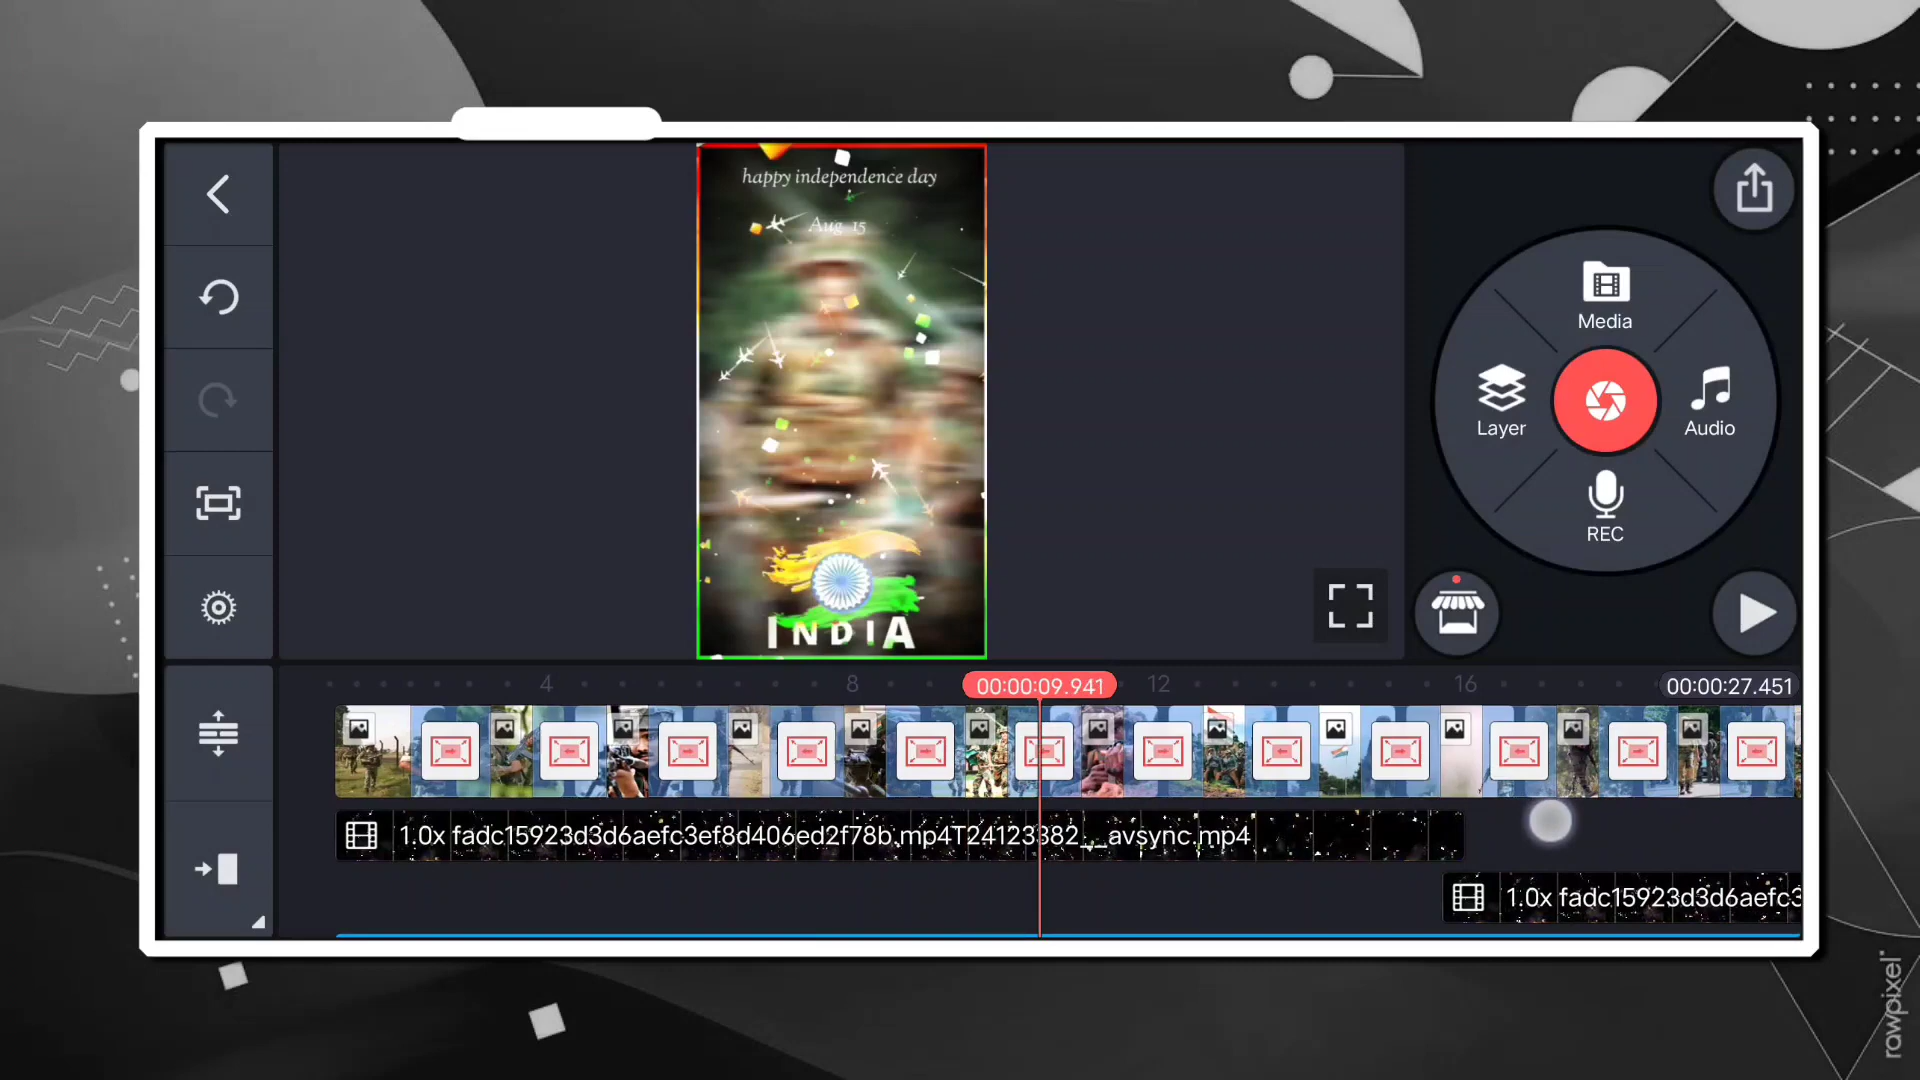 happy independence day
Aug 15
INDIA
Media
Layer
Audio
REC
4
8
00:00:09.941
12
16
00:00:27.451
1.0x fadc15923d3d6aefc3ef8d406ed2f78b.mp4T24123382__avsync.mp4
1.0x fadc15923d3d6aefc3
rawpixel